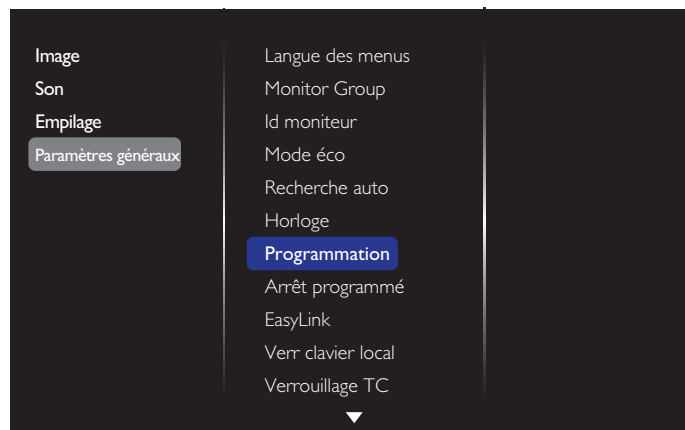 Image
Son
Empilage
Paramètres généraux
Langue des menus
Monitor Group
Id moniteur
Mode éco
Recherche auto
Horloge
Programmation
Arrêt programmé
EasyLink
Verr clavier local
Verrouillage TC